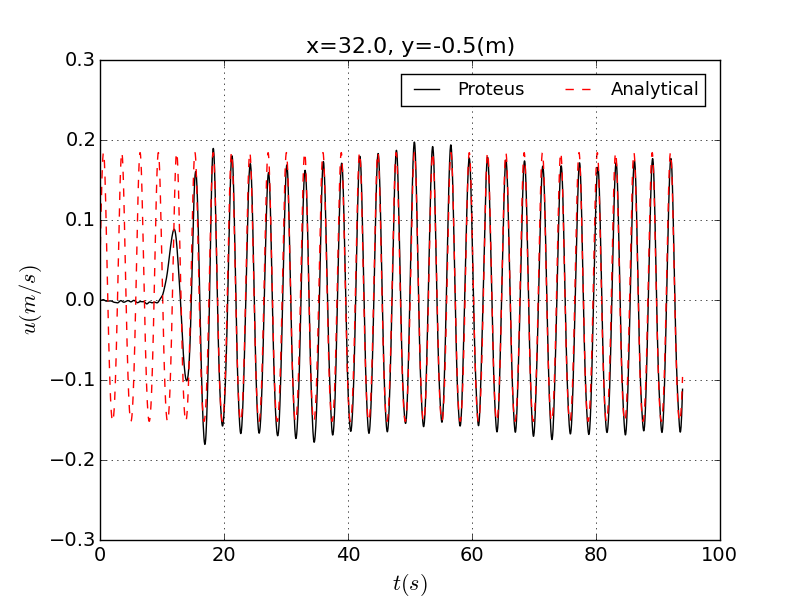 x=32.0, y=-0.5(m)
Proteus
Analytical
0.3
0.2
0.1
0.0
−0.1
−0.2
−0.3
u(m/s)
0 20 40 60 80 100
t(s)